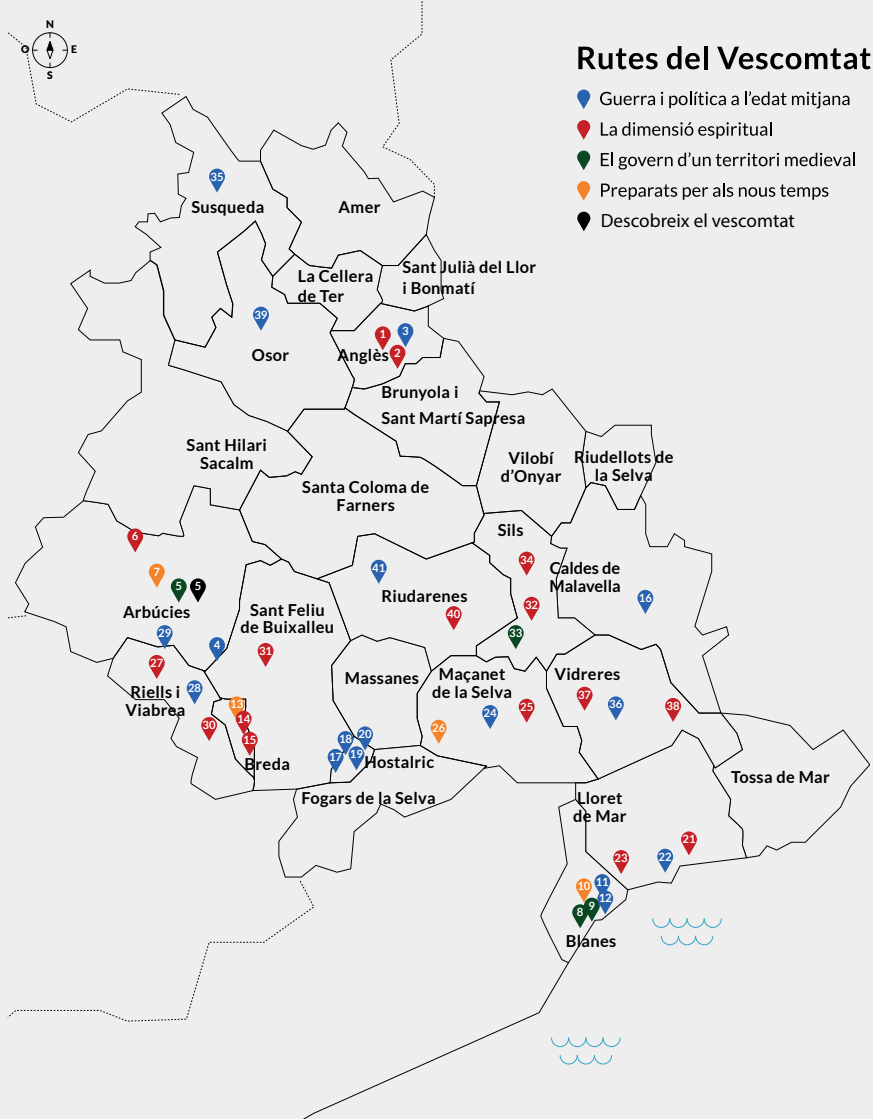 N
O E
S
Rutes del Vescomtat
Guerra i política a l'edat mitjana
La dimensió espiritual
El govern d'un territori medieval
Preparats per als nous temps
Descobreix el vescomtat
35
Susqueda
Amer
La Cellera
de Ter
Sant Julià del Llor
i Bonmatí
39
Osor
1
3
2
Anglès
Brunyola i
Sant Martí Sapresa
Sant Hilari
Sacalm
Vilobí
d'Onyar
Riudellots de
la Selva
Santa Coloma de
Farners
Sils
6
7
5
5
Arbúcies
29
4
41
Riudarenes
40
34
32
33
Caldes de
Malavella
16
Sant Feliu
de Buixalleu
31
27
28
Riells i
Viabrea
30
13
14
15
Breda
Massanes
18
20
17
19
Hostalric
Fogars de la Selva
Maçanet
de la Selva
24
25
26
Vidreres
37
36
38
Tossa de Mar
Lloret
de Mar
21
22
23
10
11
12
8
9
Blanes